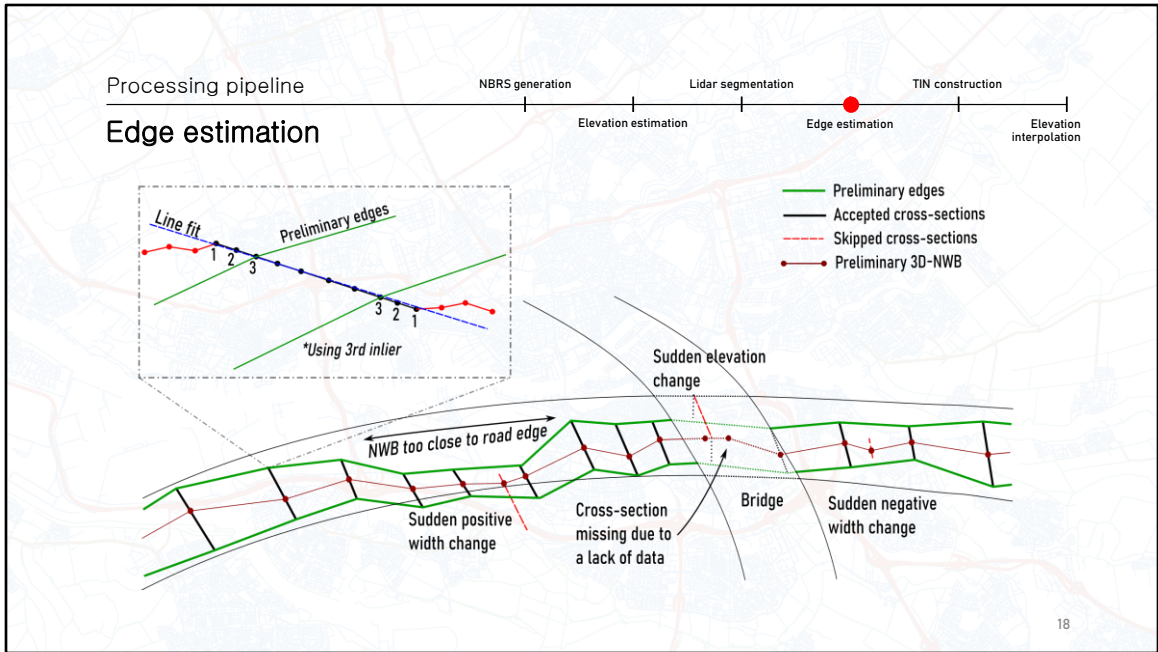 Processing pipeline
Edge estimation
NBRS generation
Elevation estimation
Lidar segmentation
Edge estimation
TIN construction
Elevation
interpolation
Line fit
Preliminary edges
1
2
3
3
2
1
*Using 3rd inlier
Preliminary edges
Accepted cross-sections
Skipped cross-sections
Preliminary 3D-NWB
Sudden elevation
change
NWB too close to road edge
Sudden positive
width change
Cross-section
missing due to
a lack of data
Bridge
Sudden negative
width change
18